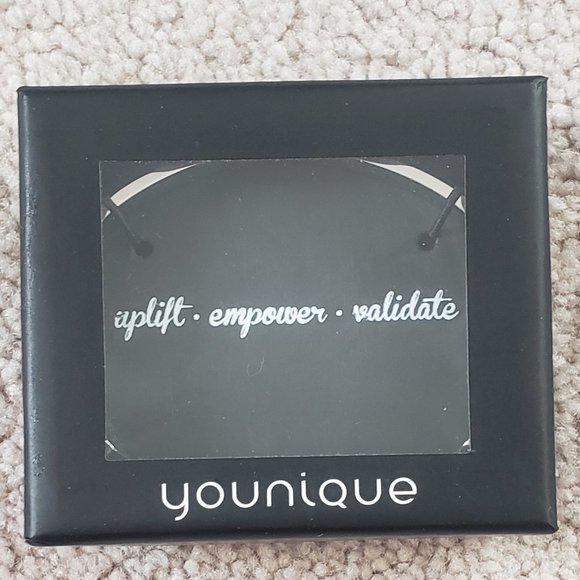 uplift · empower · validate
younique